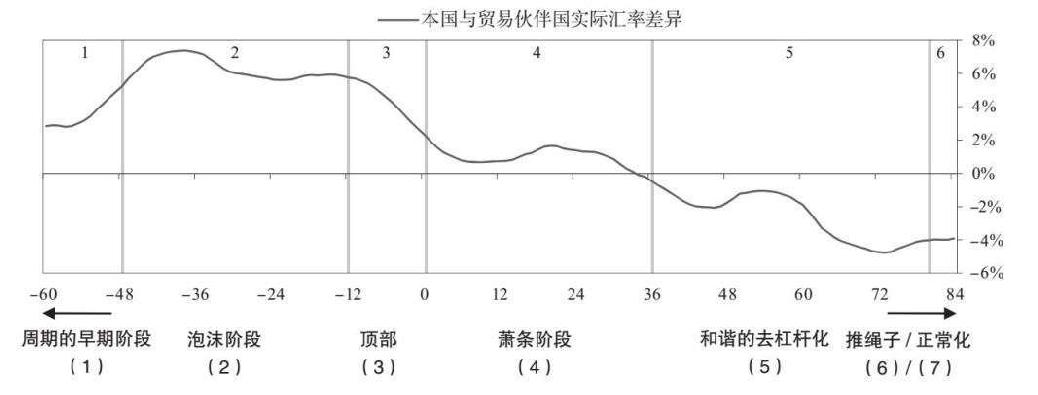 本国与贸易伙伴国实际汇率差异
1 2 3 4 5 6
8%
6%
4%
2%
0%
-2%
-4%
-6%
-60 -48 -36 -24 -12 0 12 24 36 48 60 72 84
周期的早期阶段 泡沫阶段 顶部 萧条阶段 和谐的去杠杆化 推绳子 / 正常化
（1） （2） （3） （4） （5） （6）/（7）